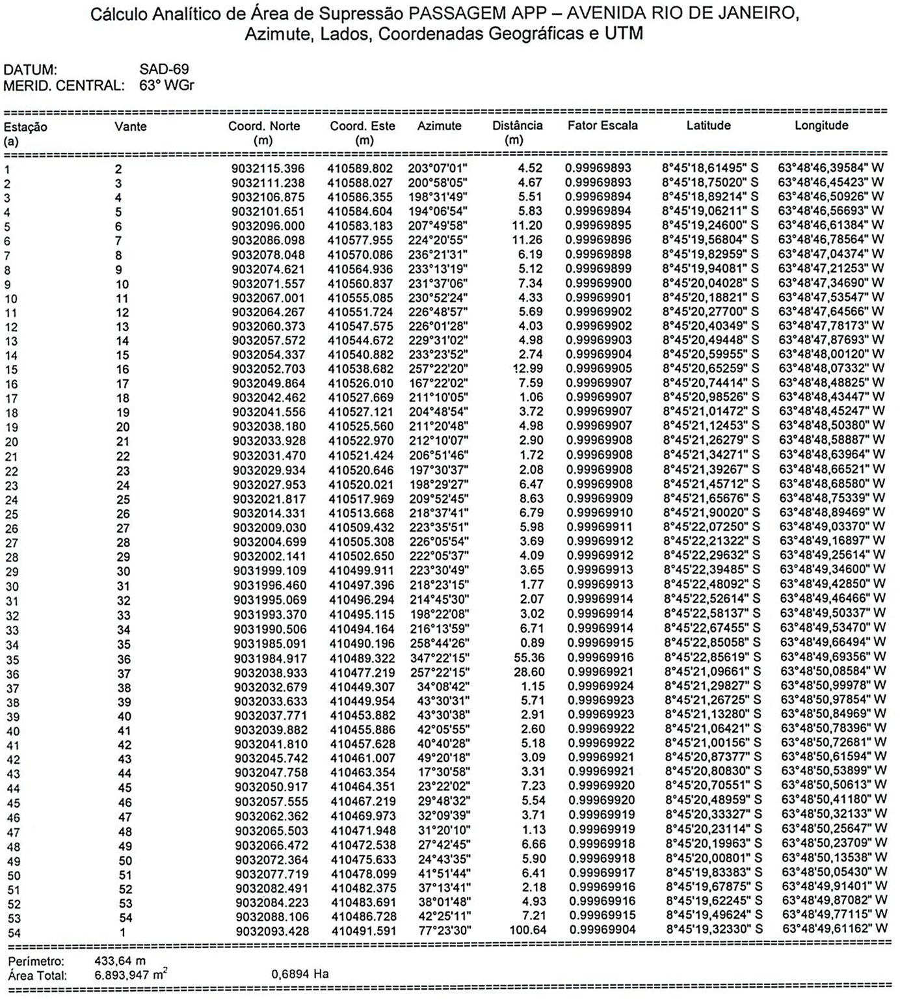 Cálculo Analítico de Área de Supressão PASSAGEM APP – AVENIDA RIO DE JANEIRO,
Azimute, Lados, Coordenadas Geográficas e UTM
DATUM: SAD-69
MERID. CENTRAL: 63° WGr
Estação Vante Coord. Norte Coord. Este Azimute Distância Fator Escala Latitude Longitude
(a) (m) (m) (m)
1 2 9032115.396 410589.802 203°07'01" 4.52 0.99969893 8°45'18,61495" S 63°48'46,39584" W
2 3 9032111.238 410588.027 200°58'05" 4.67 0.99969893 8°45'18,75020" S 63°48'46,45423" W
3 4 9032106.875 410586.355 198°31'49" 5.51 0.99969894 8°45'18,89214" S 63°48'46,50926" W
4 5 9032101.651 410584.604 194°06'54" 5.83 0.99969894 8°45'19,06211" S 63°48'46,56693" W
5 6 9032096.000 410583.183 207°49'58" 11.20 0.99969895 8°45'19,24600" S 63°48'46,61384" W
6 7 9032086.098 410577.955 224°20'55" 11.26 0.99969896 8°45'19,56804" S 63°48'46,78564" W
7 8 9032078.048 410570.086 236°21'31" 6.19 0.99969898 8°45'19,82959" S 63°48'47,04374" W
8 9 9032074.621 410564.936 233°13'19" 5.12 0.99969899 8°45'19,94081" S 63°48'47,21253" W
9 10 9032071.557 410560.837 231°37'06" 7.34 0.99969900 8°45'20,04028" S 63°48'47,34690" W
10 11 9032067.001 410555.085 230°52'24" 4.33 0.99969901 8°45'20,18821" S 63°48'47,53547" W
11 12 9032064.267 410551.724 226°48'57" 5.69 0.99969902 8°45'20,27700" S 63°48'47,64566" W
12 13 9032060.373 410547.575 226°01'28" 4.03 0.99969902 8°45'20,40349" S 63°48'47,78173" W
13 14 9032057.572 410544.672 229°31'02" 4.98 0.99969903 8°45'20,49448" S 63°48'47,87693" W
14 15 9032054.337 410540.882 233°23'52" 2.74 0.99969904 8°45'20,59955" S 63°48'48,00120" W
15 16 9032052.703 410538.682 257°22'20" 12.99 0.99969905 8°45'20,65259" S 63°48'48,07332" W
16 17 9032049.864 410526.010 167°22'02" 7.59 0.99969907 8°45'20,74414" S 63°48'48,48825" W
17 18 9032042.462 410527.669 211°10'05" 1.06 0.99969907 8°45'20,98526" S 63°48'48,43447" W
18 19 9032041.556 410527.121 204°48'54" 3.72 0.99969907 8°45'21,01472" S 63°48'48,45247" W
19 20 9032038.180 410525.560 211°20'48" 4.98 0.99969907 8°45'21,12453" S 63°48'48,50380" W
20 21 9032033.928 410522.970 212°10'07" 2.90 0.99969908 8°45'21,26279" S 63°48'48,58887" W
21 22 9032031.470 410521.424 206°51'46" 1.72 0.99969908 8°45'21,34271" S 63°48'48,63964" W
22 23 9032029.934 410520.646 197°30'37" 2.08 0.99969908 8°45'21,39267" S 63°48'48,66521" W
23 24 9032027.953 410520.021 198°29'27" 6.47 0.99969908 8°45'21,45712" S 63°48'48,68580" W
24 25 9032021.817 410517.969 209°52'45" 8.63 0.99969909 8°45'21,65676" S 63°48'48,75339" W
25 26 9032014.331 410513.668 218°37'41" 6.79 0.99969910 8°45'21,90020" S 63°48'48,89469" W
26 27 9032009.030 410509.432 223°35'51" 5.98 0.99969911 8°45'22,07250" S 63°48'49,03370" W
27 28 9032004.699 410505.308 226°05'54" 3.69 0.99969912 8°45'22,21322" S 63°48'49,16897" W
28 29 9032002.141 410502.650 222°05'37" 4.09 0.99969912 8°45'22,29632" S 63°48'49,25614" W
29 30 9031999.109 410499.911 223°30'49" 3.65 0.99969913 8°45'22,39485" S 63°48'49,34600" W
30 31 9031996.460 410497.396 218°23'15" 1.77 0.99969913 8°45'22,48092" S 63°48'49,42850" W
31 32 9031995.069 410496.294 214°45'30" 2.07 0.99969914 8°45'22,52614" S 63°48'49,46466" W
32 33 9031993.370 410495.115 198°22'08" 3.02 0.99969914 8°45'22,58137" S 63°48'49,50337" W
33 34 9031990.506 410494.164 216°13'59" 6.71 0.99969914 8°45'22,67455" S 63°48'49,53470" W
34 35 9031985.091 410490.196 258°44'26" 0.89 0.99969915 8°45'22,85058" S 63°48'49,66494" W
35 36 9031984.917 410489.322 347°22'15" 55.36 0.99969916 8°45'22,85619" S 63°48'49,69356" W
36 37 9032038.933 410477.219 257°22'15" 28.60 0.99969921 8°45'21,09661" S 63°48'50,08584" W
37 38 9032032.679 410449.307 34°08'42" 1.15 0.99969924 8°45'21,29827" S 63°48'50,99978" W
38 39 9032033.633 410449.954 43°30'31" 5.71 0.99969923 8°45'21,26725" S 63°48'50,97854" W
39 40 9032037.771 410453.882 43°30'38" 2.91 0.99969923 8°45'21,13280" S 63°48'50,84969" W
40 41 9032039.882 410455.886 42°05'55" 2.60 0.99969922 8°45'21,06421" S 63°48'50,78396" W
41 42 9032041.810 410457.628 40°40'28" 5.18 0.99969922 8°45'21,00156" S 63°48'50,72681" W
42 43 9032045.742 410461.007 49°20'18" 3.09 0.99969921 8°45'20,87377" S 63°48'50,61594" W
43 44 9032047.758 410463.354 17°30'58" 3.31 0.99969921 8°45'20,80830" S 63°48'50,53899" W
44 45 9032050.917 410464.351 23°22'02" 7.23 0.99969920 8°45'20,70551" S 63°48'50,50613" W
45 46 9032057.555 410467.219 29°48'32" 5.54 0.99969920 8°45'20,48959" S 63°48'50,41180" W
46 47 9032062.362 410469.973 32°09'39" 3.71 0.99969919 8°45'20,33327" S 63°48'50,32133" W
47 48 9032065.503 410471.948 31°20'10" 1.13 0.99969919 8°45'20,23114" S 63°48'50,25647" W
48 49 9032066.472 410472.538 27°42'45" 6.66 0.99969918 8°45'20,19963" S 63°48'50,23709" W
49 50 9032072.364 410475.633 24°43'35" 5.90 0.99969918 8°45'20,00801" S 63°48'50,13538" W
50 51 9032077.719 410478.099 41°51'44" 6.41 0.99969917 8°45'19,83383" S 63°48'50,05430" W
51 52 9032082.491 410482.375 37°13'41" 2.18 0.99969916 8°45'19,67875" S 63°48'49,91401" W
52 53 9032084.223 410483.691 38°01'48" 4.93 0.99969916 8°45'19,62245" S 63°48'49,87082" W
53 54 9032088.106 410486.728 42°25'11" 7.21 0.99969915 8°45'19,49624" S 63°48'49,77115" W
54 1 9032093.428 410491.591 77°23'30" 100.64 0.99969904 8°45'19,32330" S 63°48'49,61162" W
Perímetro: 433,64 m
Área Total: 6.893,947 m² 0,6894 Ha